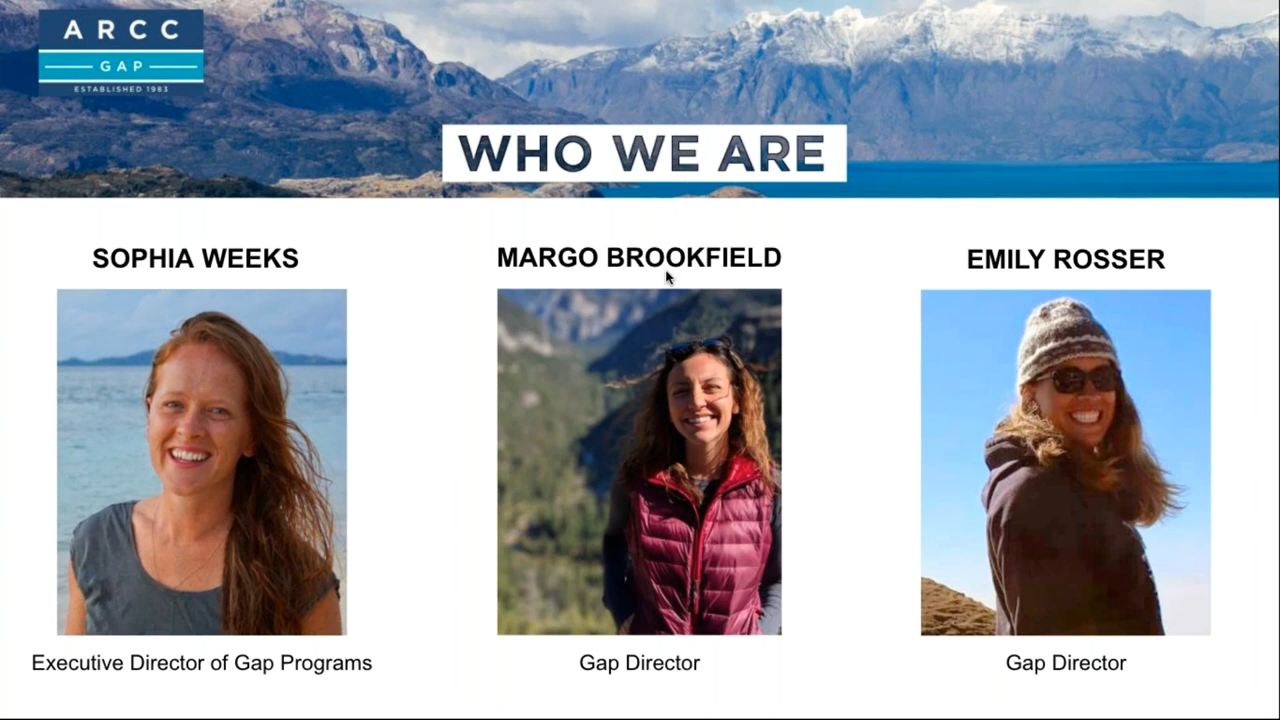 ARCC
GAP
ESTABLISHED 1983
WHO WE ARE
SOPHIA WEEKS
MARGO BROOKFIELD
EMILY ROSSER
Executive Director of Gap Programs
Gap Director
Gap Director